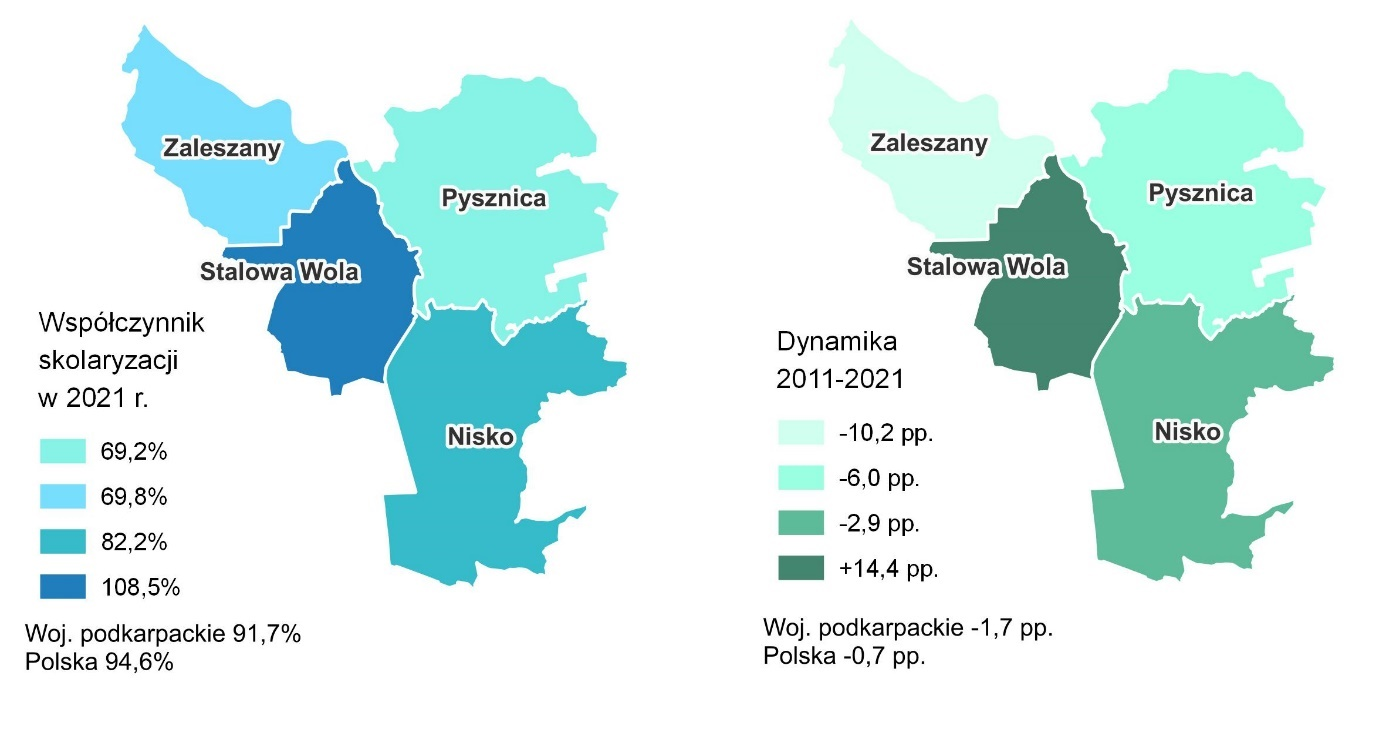 Zaleszany
Pysznica
Stalowa Wola
Nisko
Współczynnik
skolaryzacji
w 2021 r.
69,2%
69,8%
82,2%
108,5%
Woj. podkarpackie 91,7%
Polska 94,6%
Zaleszany
Pysznica
Stalowa Wola
Nisko
Dynamika
2011-2021
-10,2 pp.
-6,0 pp.
-2,9 pp.
+14,4 pp.
Woj. podkarpackie -1,7 pp.
Polska -0,7 pp.